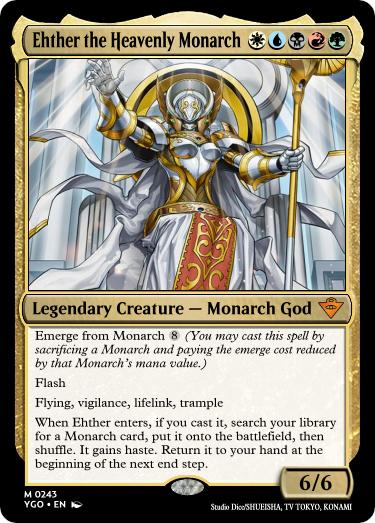 Ehther the Heavenly Monarch
Legendary Creature — Monarch God
Emerge from Monarch 8 (You may cast this spell by
sacrificing a Monarch and paying the emerge cost reduced
by that Monarch's mana value.)
Flash
Flying, vigilance, lifelink, trample
When Ehther enters, if you cast it, search your library
for a Monarch card, put it onto the battlefield, then
shuffle. It gains haste. Return it to your hand at the
beginning of the next end step.
6/6
M 0243
YGO • EN
Studio Dice/SHUEISHA, TV TOKYO, KONAMI